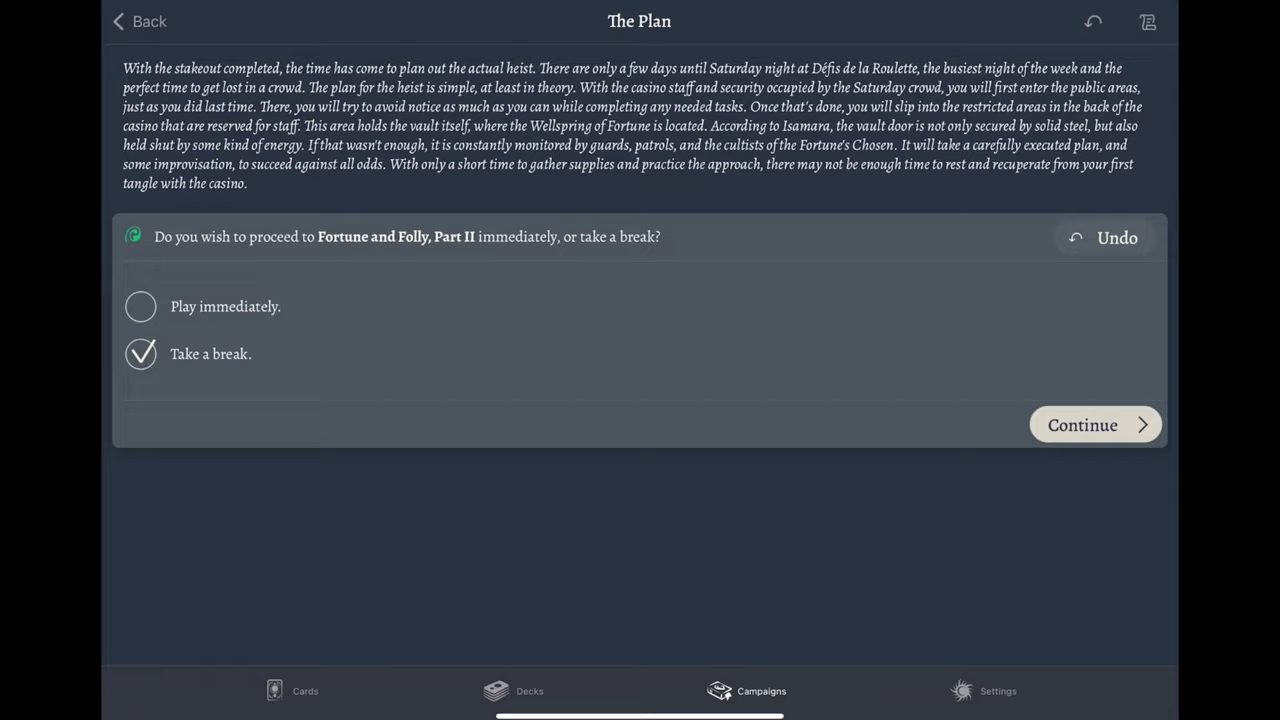 Back
The Plan
With the stakeout completed, the time has come to plan out the actual heist. There are only a few days until Saturday night at Défis de la Roulette, the busiest night of the week and the
perfect time to get lost in a crowd. The plan for the heist is simple, at least in theory. With the casino staff and security occupied by the Saturday crowd, you will first enter the public areas,
just as you did last time. There, you will try to avoid notice as much as you can while completing any needed tasks. Once that's done, you will slip into the restricted areas in the back of the
casino that are reserved for staff. This area holds the vault itself, where the Wellspring of Fortune is located. According to Isamara, the vault door is not only secured by solid steel, but also
held shut by some kind of energy. If that wasn't enough, it is constantly monitored by guards, patrols, and the cultists of the Fortune's Chosen. It will take a carefully executed plan, and
some improvisation, to succeed against all odds. With only a short time to gather supplies and practice the approach, there may not be enough time to rest and recuperate from your first
tangle with the casino.
Do you wish to proceed to Fortune and Folly, Part II immediately, or take a break?
Undo
Play immediately.
Take a break.
Continue
Cards
Decks
Campaigns
Settings